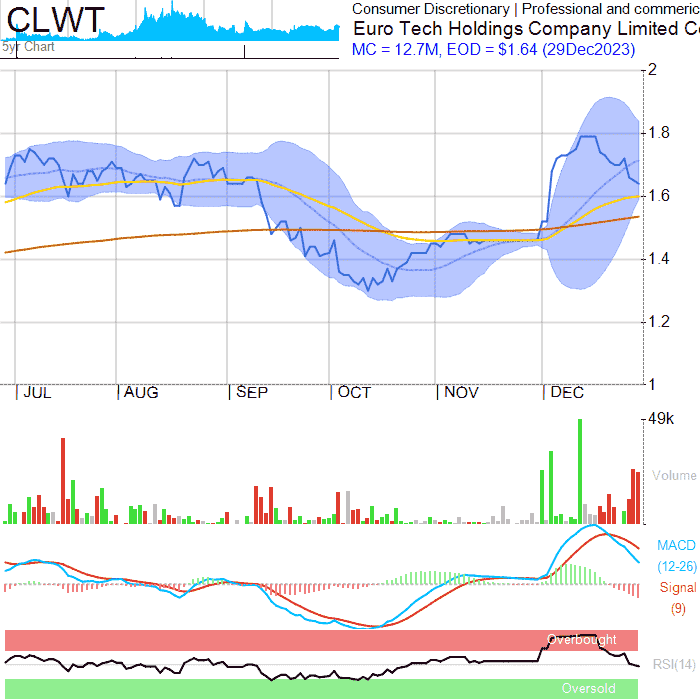 CLWT
5yr Chart
Consumer Discretionary | Professional and commeric
Euro Tech Holdings Company Limited Co
MC = 12.7M, EOD = $1.64 (29Dec2023)
2
1.8
1.6
1.4
1.2
1
JUL AUG SEP OCT NOV DEC
49k
Volume
MACD
(12-26)
Signal
(9)
Overbought
RSI(14)
Oversold